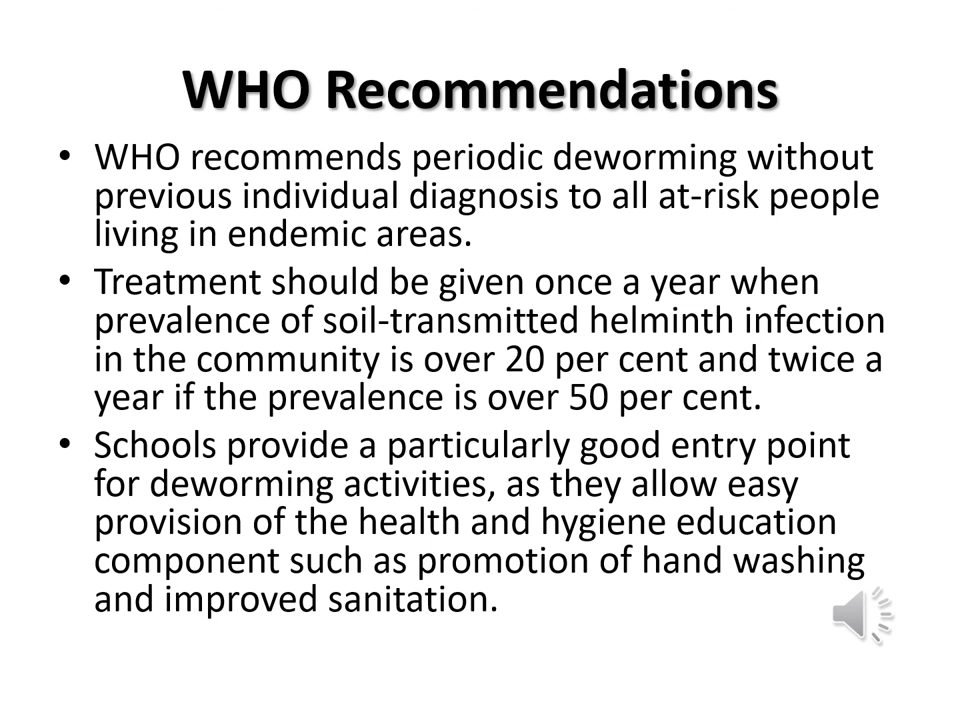 WHO Recommendations
• WHO recommends periodic deworming without
previous individual diagnosis to all at-risk people
living in endemic areas.
• Treatment should be given once a year when
prevalence of soil-transmitted helminth infection
in the community is over 20 per cent and twice a
year if the prevalence is over 50 per cent.
• Schools provide a particularly good entry point
for deworming activities, as they allow easy
provision of the health and hygiene education
component such as promotion of hand washing
and improved sanitation.